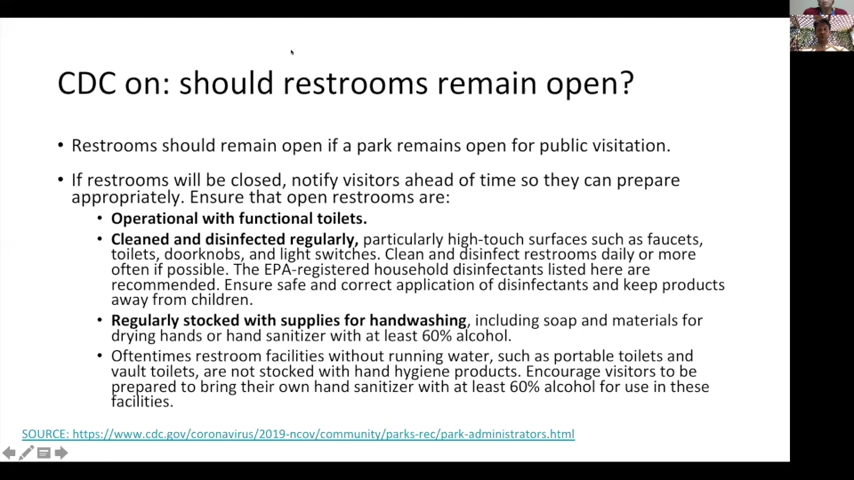 CDC on: should restrooms remain open?
• Restrooms should remain open if a park remains open for public visitation.
• If restrooms will be closed, notify visitors ahead of time so they can prepare
appropriately. Ensure that open restrooms are:
• Operational with functional toilets.
• Cleaned and disinfected regularly, particularly high-touch surfaces such as faucets,
toilets, doorknobs, and light switches. Clean and disinfect restrooms daily or more
often if possible. The EPA-registered household disinfectants listed here are
recommended. Ensure safe and correct application of disinfectants and keep products
away from children.
• Regularly stocked with supplies for handwashing, including soap and materials for
drying hands or hand sanitizer with at least 60% alcohol.
• Oftentimes restroom facilities without running water, such as portable toilets and
vault toilets, are not stocked with hand hygiene products. Encourage visitors to be
prepared to bring their own hand sanitizer with at least 60% alcohol for use in these
facilities.
SOURCE: https://www.cdc.gov/coronavirus/2019-ncov/community/parks-rec/park-administrators.html